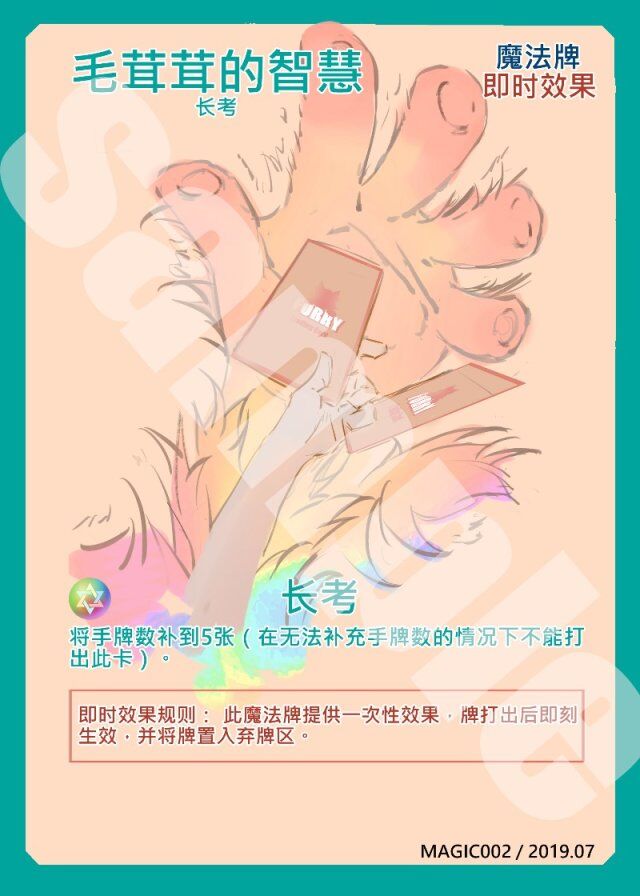 毛茸茸的智慧
长考
魔法牌
即时效果
FURRY
长考
将手牌数补到5张（在无法补充手牌数的情况下不能打
出此卡）。
即时效果规则： 此魔法牌提供一次性效果，牌打出后即刻
生效，并将牌置入弃牌区。
MAGIC002 / 2019.07
Sample